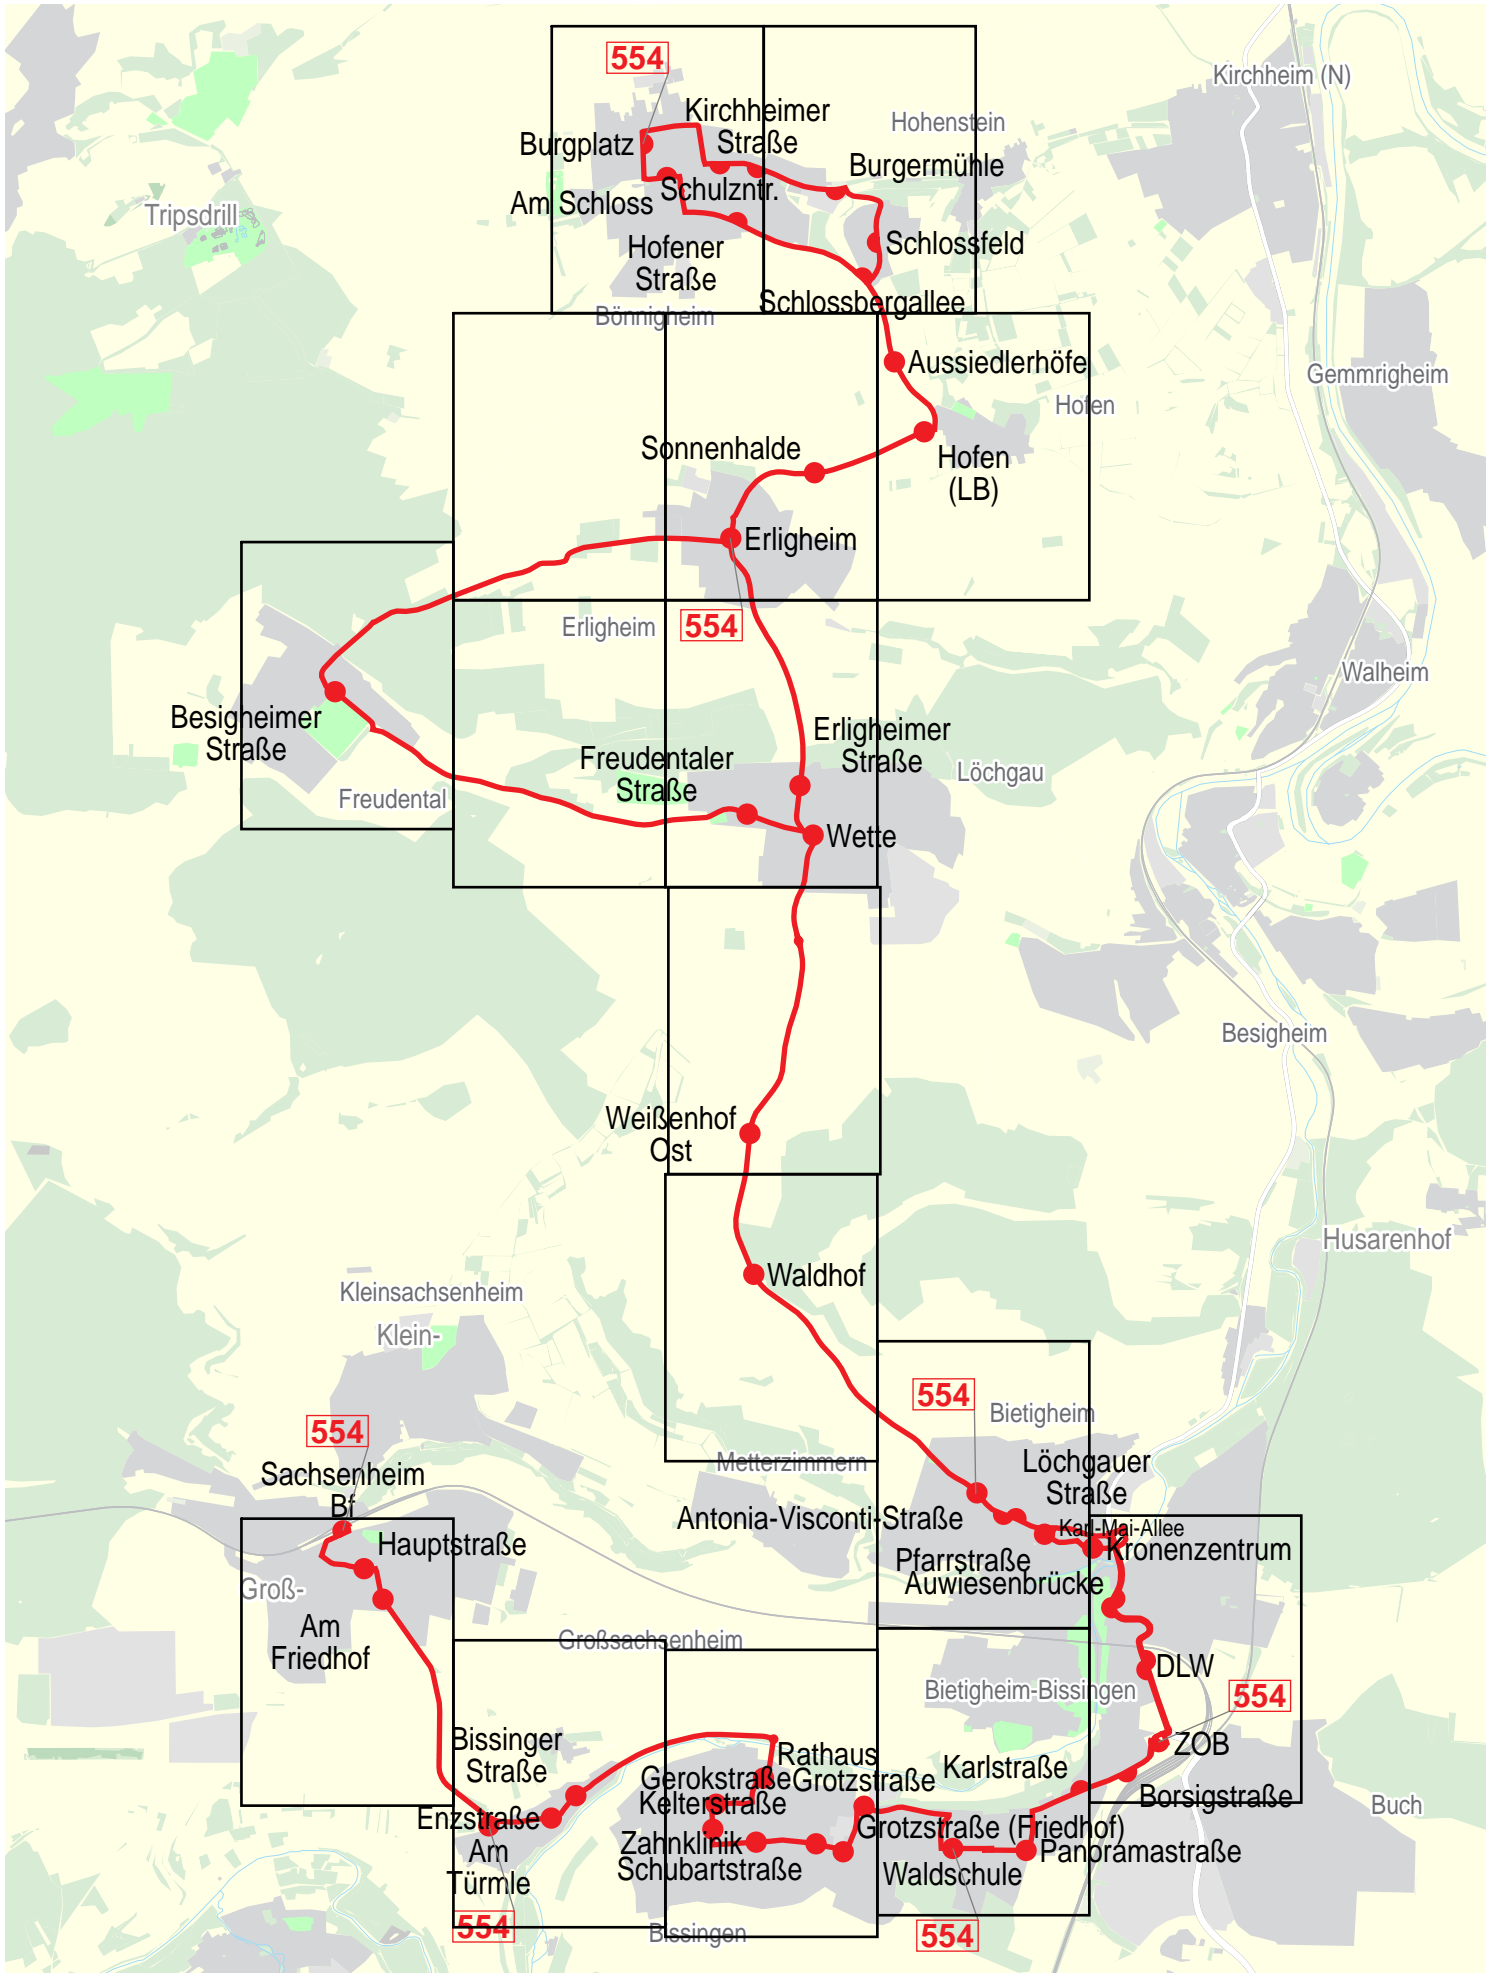 554
Kirchheim (N)
Kirchheimer
Straße
Hohenstein
Burgplatz
Burgermühle
Schulzntr.
Am Schloss
Tripsdrill
Hofener
Straße
Schlossfeld
Schlossbergallee
Bönnigheim
Aussiedlerhöfe
Gemmrigheim
Hofen
Sonnenhalde
Hofen
(LB)
Erligheim
Erligheim
554
Walheim
Besigheimer
Straße
Erligheimer
Straße
Freudentaler
Straße
Löchgau
Freudental
Wette
Besigheim
Weißenhof
Ost
Husarenhof
Waldhof
Kleinsachsenheim
Klein-
554
Bietigheim
554
Metterzimmern
Löchgauer
Straße
Sachsenheim
Bf
Antonia-Visconti-Straße
Karl-Mai-Allee
Hauptstraße
Kronenzentrum
Pfarrstraße
Auwiesenbrücke
Groß-
Am
Friedhof
Großsachsenheim
DLW
Bietigheim-Bissingen
554
Bissinger
Straße
Rathaus
ZOB
Karlstraße
Gerokstraße
Grotzstraße
Borsigstraße
Kelterstraße
Buch
Enzstraße
Grotzstraße (Friedhof)
Am
Türmle
Zahnklinik
Schubartstraße
Panoramastraße
Waldschule
554
Bissingen
554